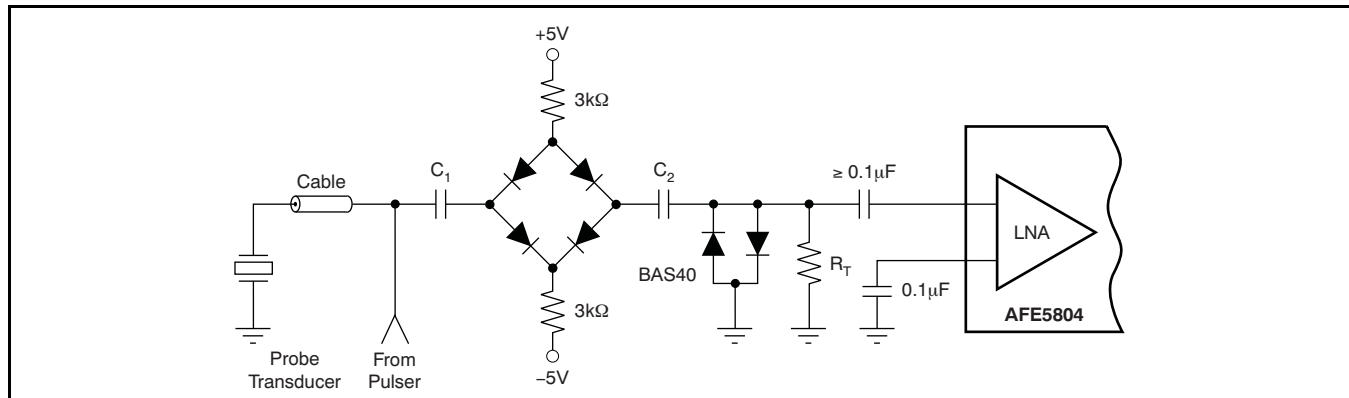 +5V
3kΩ
C1
C2
≥ 0.1μF
Cable
LNA
BAS40
RT
0.1μF
AFE5804
3kΩ
Probe
Transducer
From
Pulser
−5V